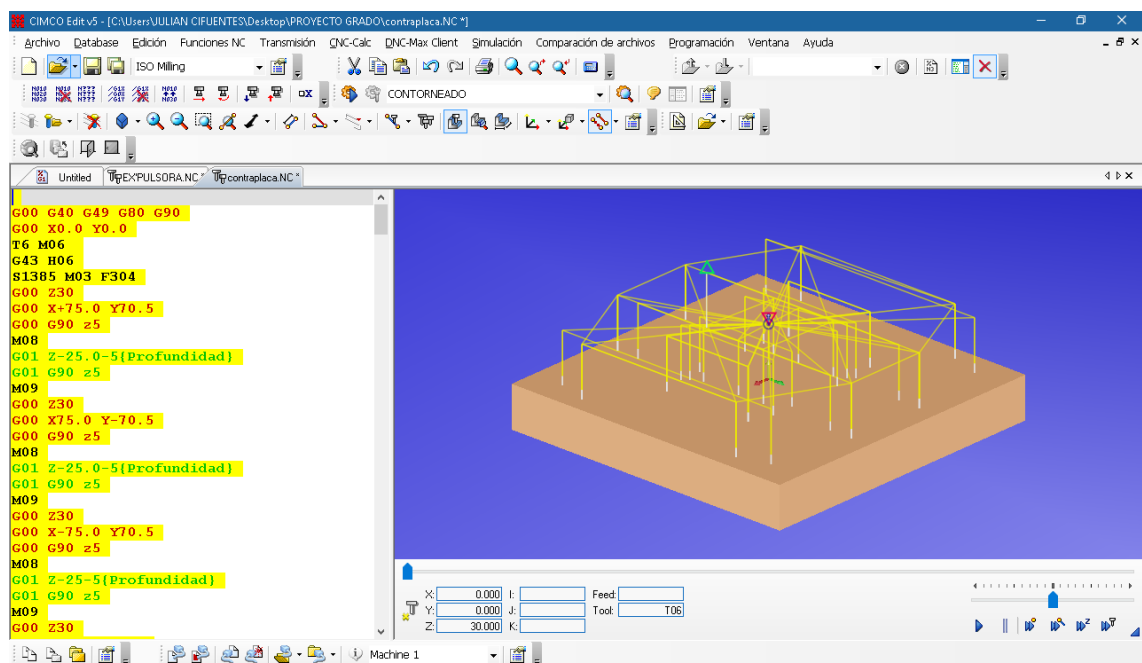 CIMCO Edit v5 - [C:\Users\JULIAN CIFUENTES\Desktop\PROYECTO GRADO\contraplaca.NC *]
Archivo Database Edición Funciones NC Transmisión CNC-Calc DNC-Max Client Simulación Comparación de archivos Programación Ventana Ayuda
ISO Milling
CONTORNEADO
Untitled EX'PULSORA.NC * contraplaca.NC *
G00 G40 G49 G80 G90
G00 X0.0 Y0.0
T6 M06
G43 H06
S1385 M03 F304
G00 Z30
G00 X+75.0 Y70.5
G00 G90 z5
M08
G01 Z-25.0-5{Profundidad}
G01 G90 z5
M09
G00 Z30
G00 X75.0 Y-70.5
G00 G90 z5
M08
G01 Z-25.0-5{Profundidad}
G01 G90 z5
M09
G00 Z30
G00 X-75.0 Y70.5
G00 G90 z5
M08
G01 Z-25-5{Profundidad}
G01 G90 z5
M09
G00 Z30
X: 0.000 I: Feed:
Y: 0.000 J: Tool: T06
Z: 30.000 K:
Machine 1